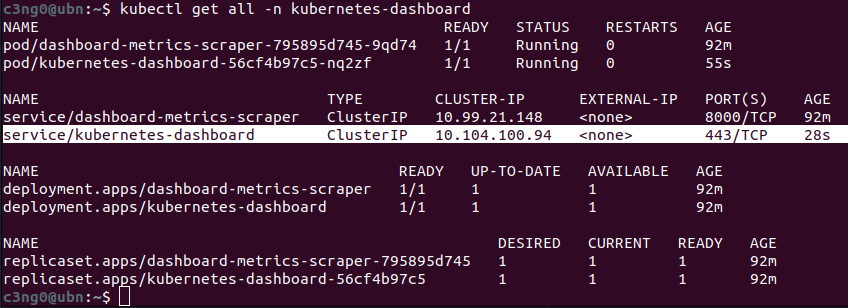 c3ng0@ubn:~$ kubectl get all -n kubernetes-dashboard
NAME READY STATUS RESTARTS AGE
pod/dashboard-metrics-scraper-795895d745-9qd74 1/1 Running 0 92m
pod/kubernetes-dashboard-56cf4b97c5-nq2zf 1/1 Running 0 55s
NAME TYPE CLUSTER-IP EXTERNAL-IP PORT(S) AGE
service/dashboard-metrics-scraper ClusterIP 10.99.21.148 <none> 8000/TCP 92m
service/kubernetes-dashboard ClusterIP 10.104.100.94 <none> 443/TCP 28s
NAME READY UP-TO-DATE AVAILABLE AGE
deployment.apps/dashboard-metrics-scraper 1/1 1 1 92m
deployment.apps/kubernetes-dashboard 1/1 1 1 92m
NAME DESIRED CURRENT READY AGE
replicaset.apps/dashboard-metrics-scraper-795895d745 1 1 1 92m
replicaset.apps/kubernetes-dashboard-56cf4b97c5 1 1 1 92m
c3ng0@ubn:~$